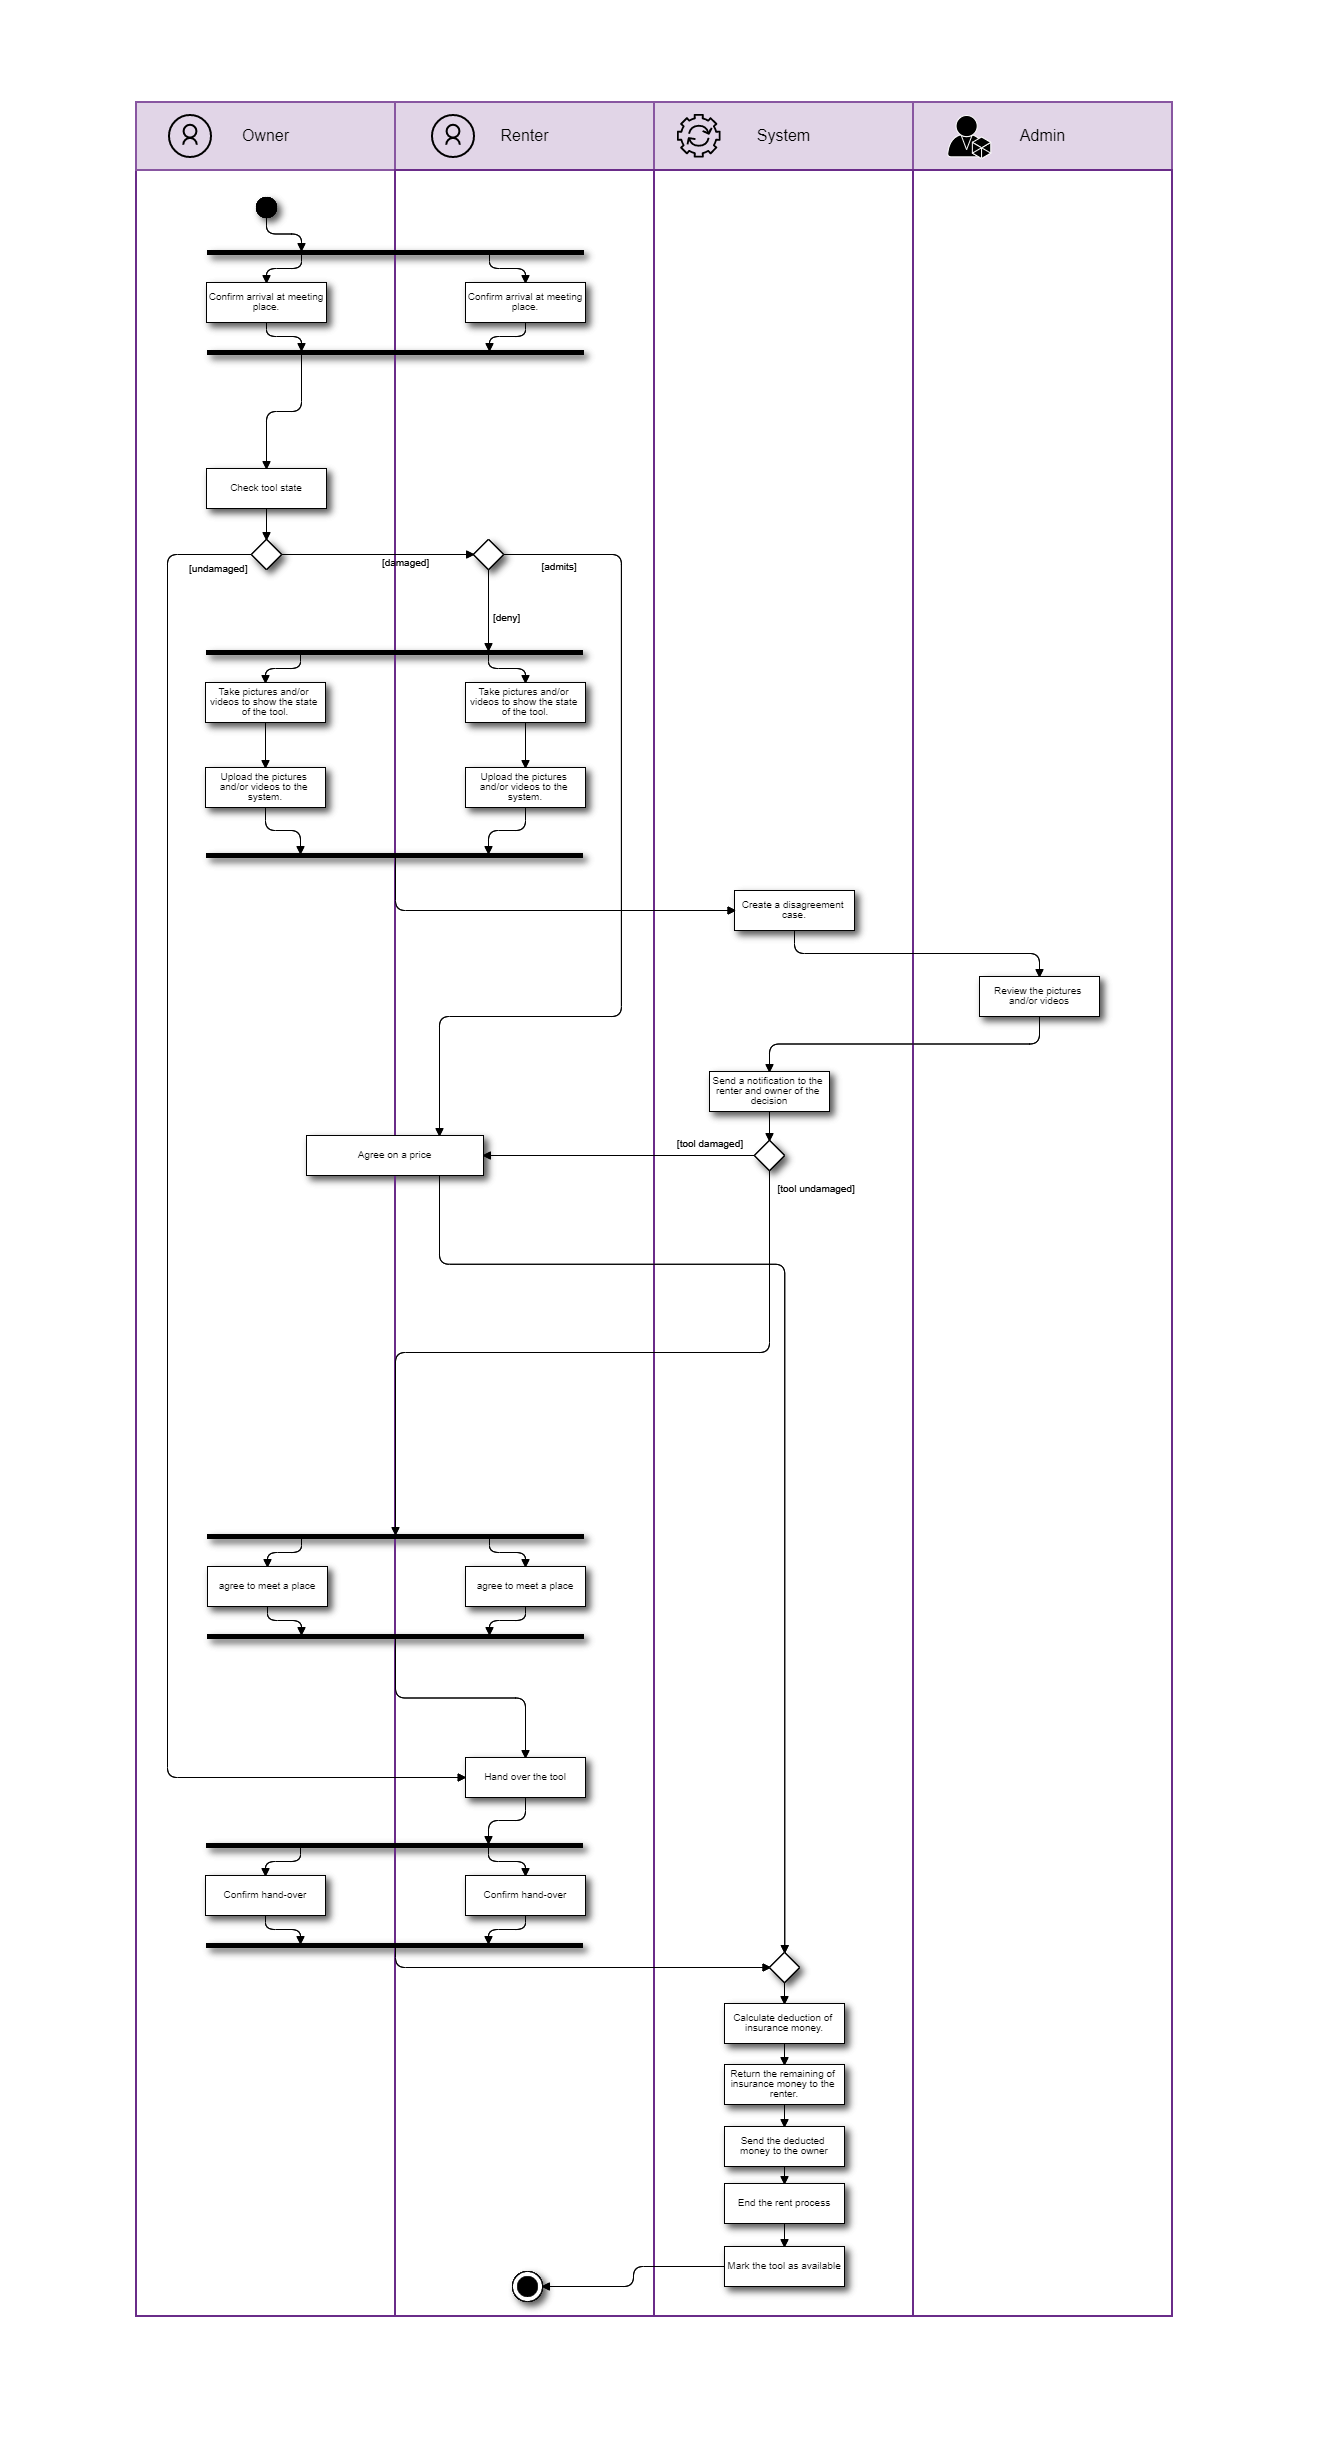 Owner
Renter
System
Admin
Confirm arrival at meeting
place.
Confirm arrival at meeting
place.
Check tool state
[undamaged]
[damaged]
[admits]
[deny]
Take pictures and/or
videos to show the state
of the tool.
Take pictures and/or
videos to show the state
of the tool.
Upload the pictures
and/or videos to the
system.
Upload the pictures
and/or videos to the
system.
Create a disagreement
case.
Review the pictures
and/or videos
Send a notification to the
renter and owner of the
decision
[tool damaged]
Agree on a price
[tool undamaged]
agree to meet a place
agree to meet a place
Hand over the tool
Confirm hand-over
Confirm hand-over
Calculate deduction of
insurance money.
Return the remaining of
insurance money to the
renter.
Send the deducted
money to the owner
End the rent process
Mark the tool as available